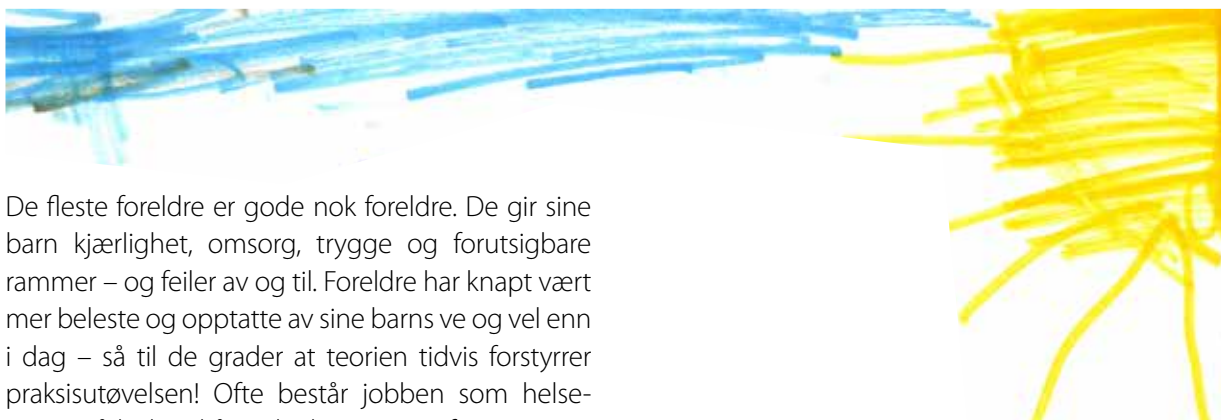 De fleste foreldre er gode nok foreldre. De gir sine
barn kjærlighet, omsorg, trygge og forutsigbare
rammer – og feiler av og til. Foreldre har knapt vært
mer beleste og opptatte av sine barns ve og vel enn
i dag – så til de grader at teorien tidvis forstyrrer
praksisutøvelsen! Ofte består jobben som helse-